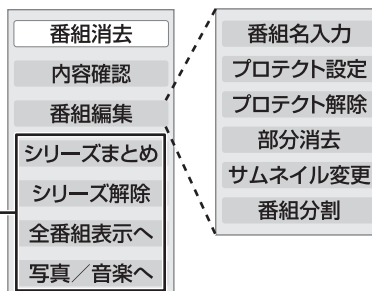 番組消去
内容確認
番組編集
シリーズまとめ
シリーズ解除
全番組表示へ
写真／音楽へ
番組名入力
プロテクト設定
プロテクト解除
部分消去
サムネイル変更
番組分割